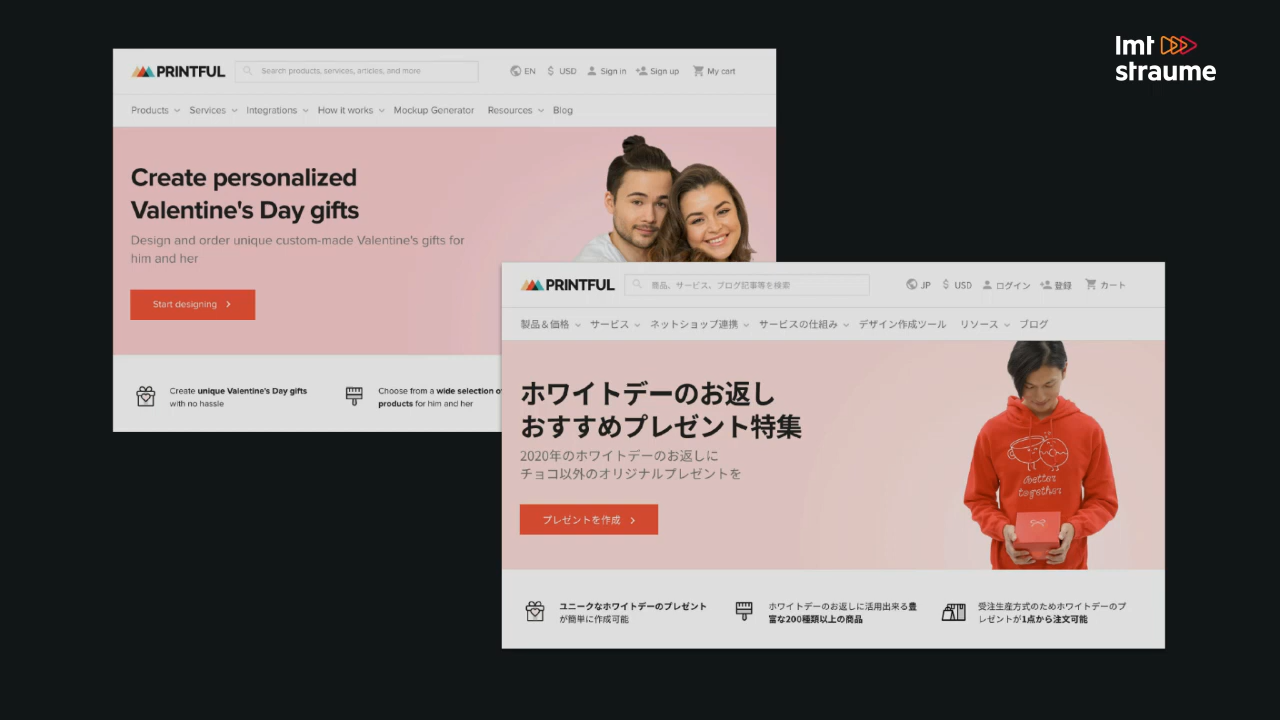 lmt
straume
PRINTFUL
Search products, services, articles, and more
EN
$ USD
Sign in
Sign up
My cart
Products
Services
Integrations
How it works
Mockup Generator
Resources
Blog
Create personalized
Valentine's Day gifts
Design and order unique custom-made Valentine's gifts for
him and her
Start designing
Create unique Valentine's Day gifts
with no hassle
Choose from a wide selection o
products for him and her
PRINTFUL
商品、サービス、ブログ記事等を検索
JP
$ USD
ログイン
登録
カート
製品＆価格
サービス
ネットショップ連携
サービスの仕組み
デザイン作成ツール
リソース
ブログ
ホワイトデーのお返し
おすすめプレゼント特集
2020年のホワイトデーのお返しに
チョコ以外のオリジナルプレゼントを
プレゼントを作成
better
together
ユニークなホワイトデーのプレゼント
が簡単に作成可能
ホワイトデーのお返しに活用出来る豊
富な200種類以上の商品
受注生産方式のためホワイトデーのプ
レゼントが1点から注文可能